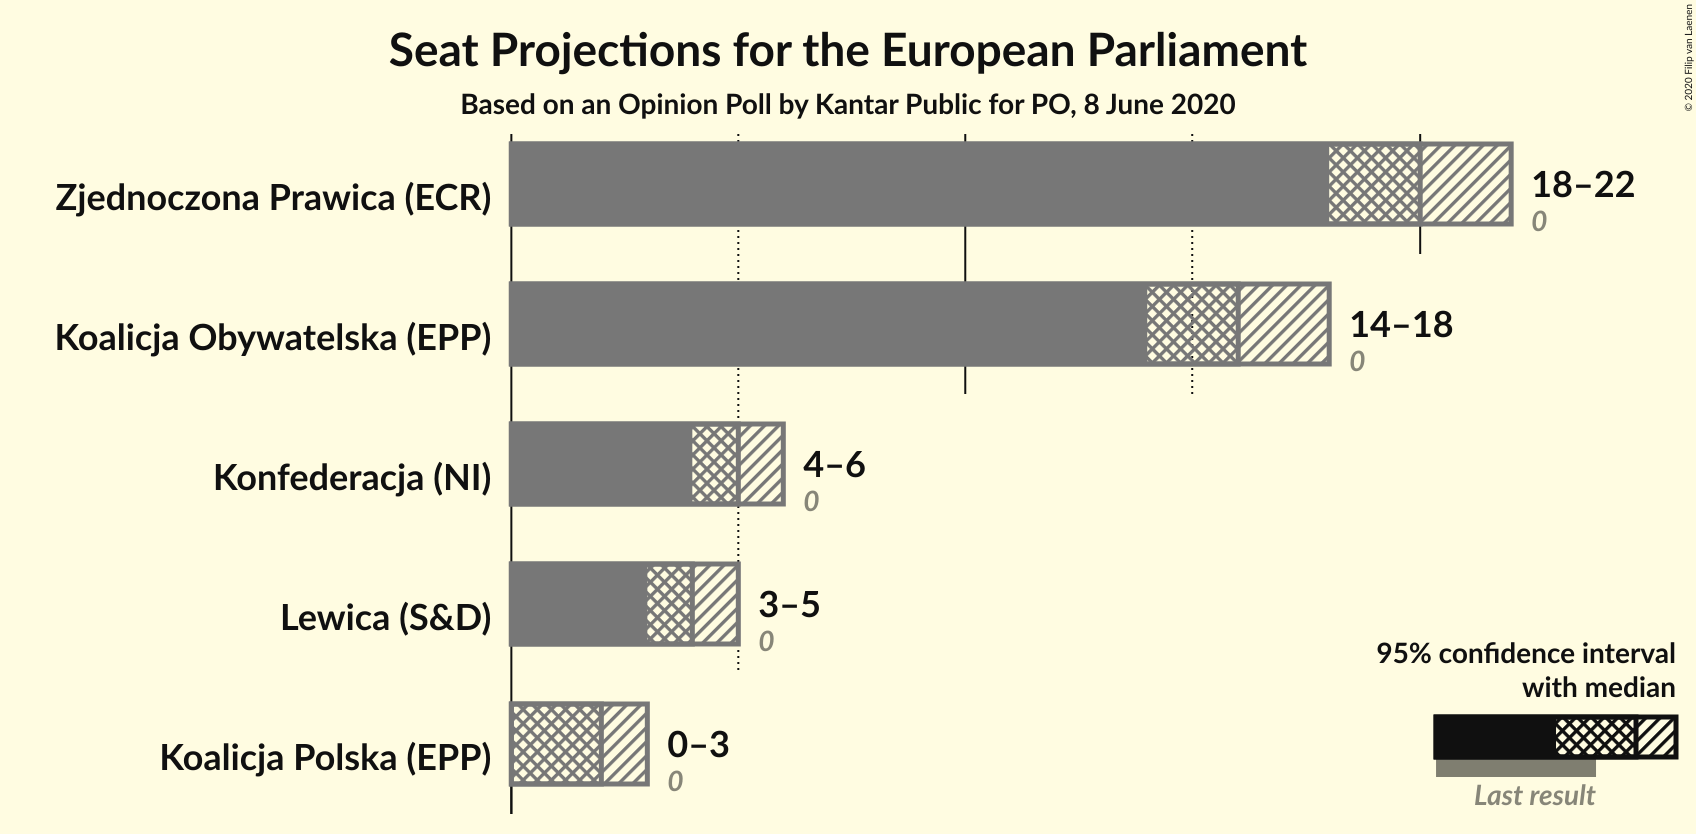 Seat Projections for the European Parliament
Based on an Opinion Poll by Kantar Public for PO, 8 June 2020
© 2020 Filip van Laenen
Zjednoczona Prawica (ECR)
18–22
0
Koalicja Obywatelska (EPP)
14–18
0
Konfederacja (NI)
4–6
0
Lewica (S&D)
3–5
0
Koalicja Polska (EPP)
0–3
0
95% confidence interval
with median
Last result